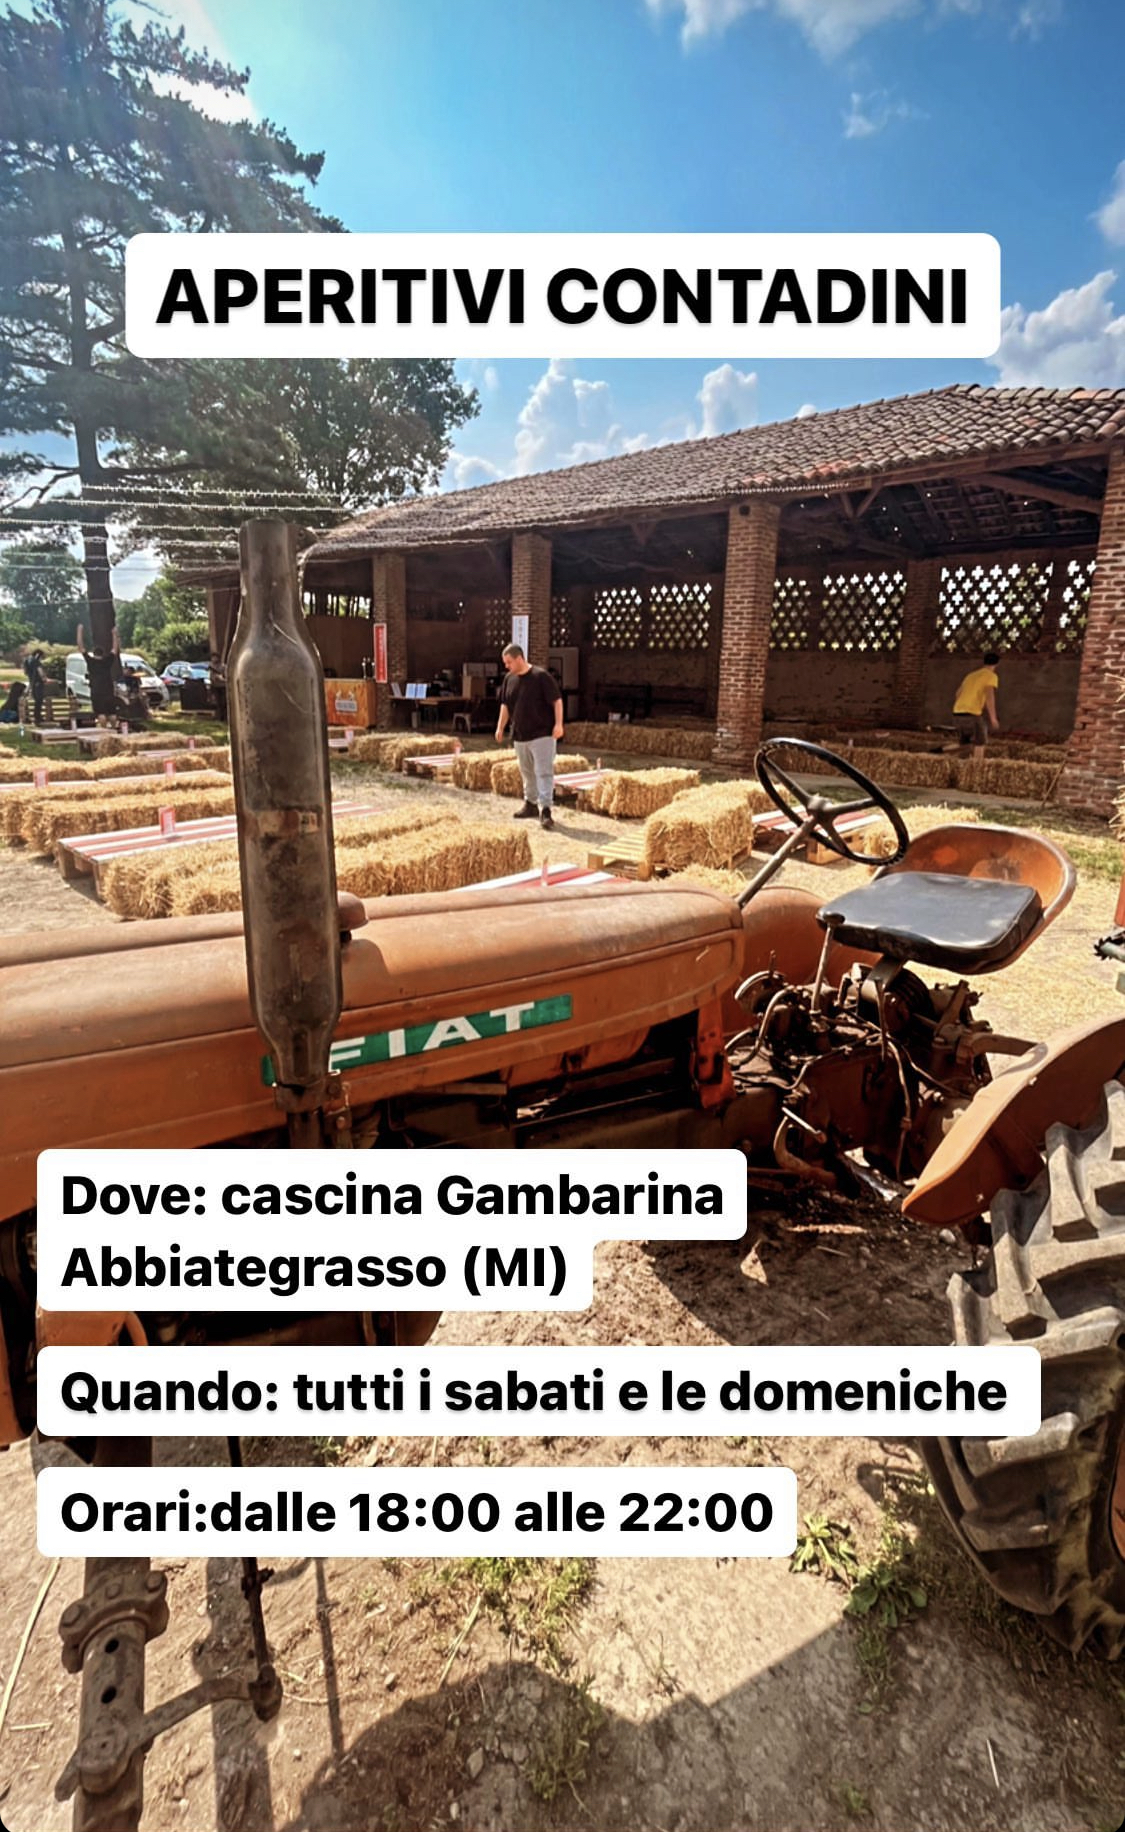 APERITIVI CONTADINI
FIAT
Dove: cascina Gambarina
Abbiategrasso (MI)
Quando: tutti i sabati e le domeniche
Orari:dalle 18:00 alle 22:00